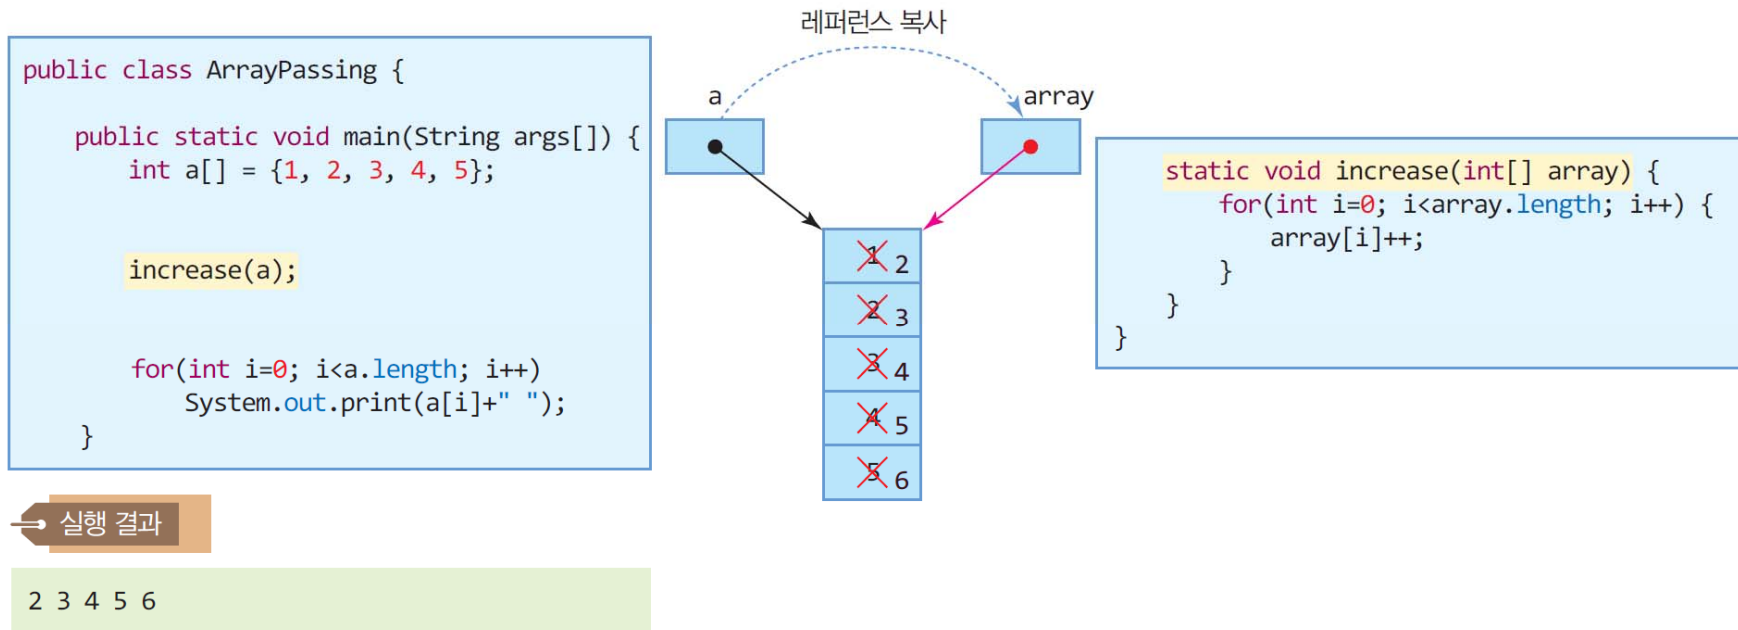 레퍼런스 복사
public class ArrayPassing {
public static void main(String args[]) {
int a[] = {1, 2, 3, 4, 5};
increase(a);
for(int i=0; i<a.length; i++)
System.out.print(a[i]+" ");
}
a
array
1 2
2 3
3 4
4 5
5 6
static void increase(int[] array) {
for(int i=0; i<array.length; i++) {
array[i]++;
}
}
}
실행 결과
2 3 4 5 6